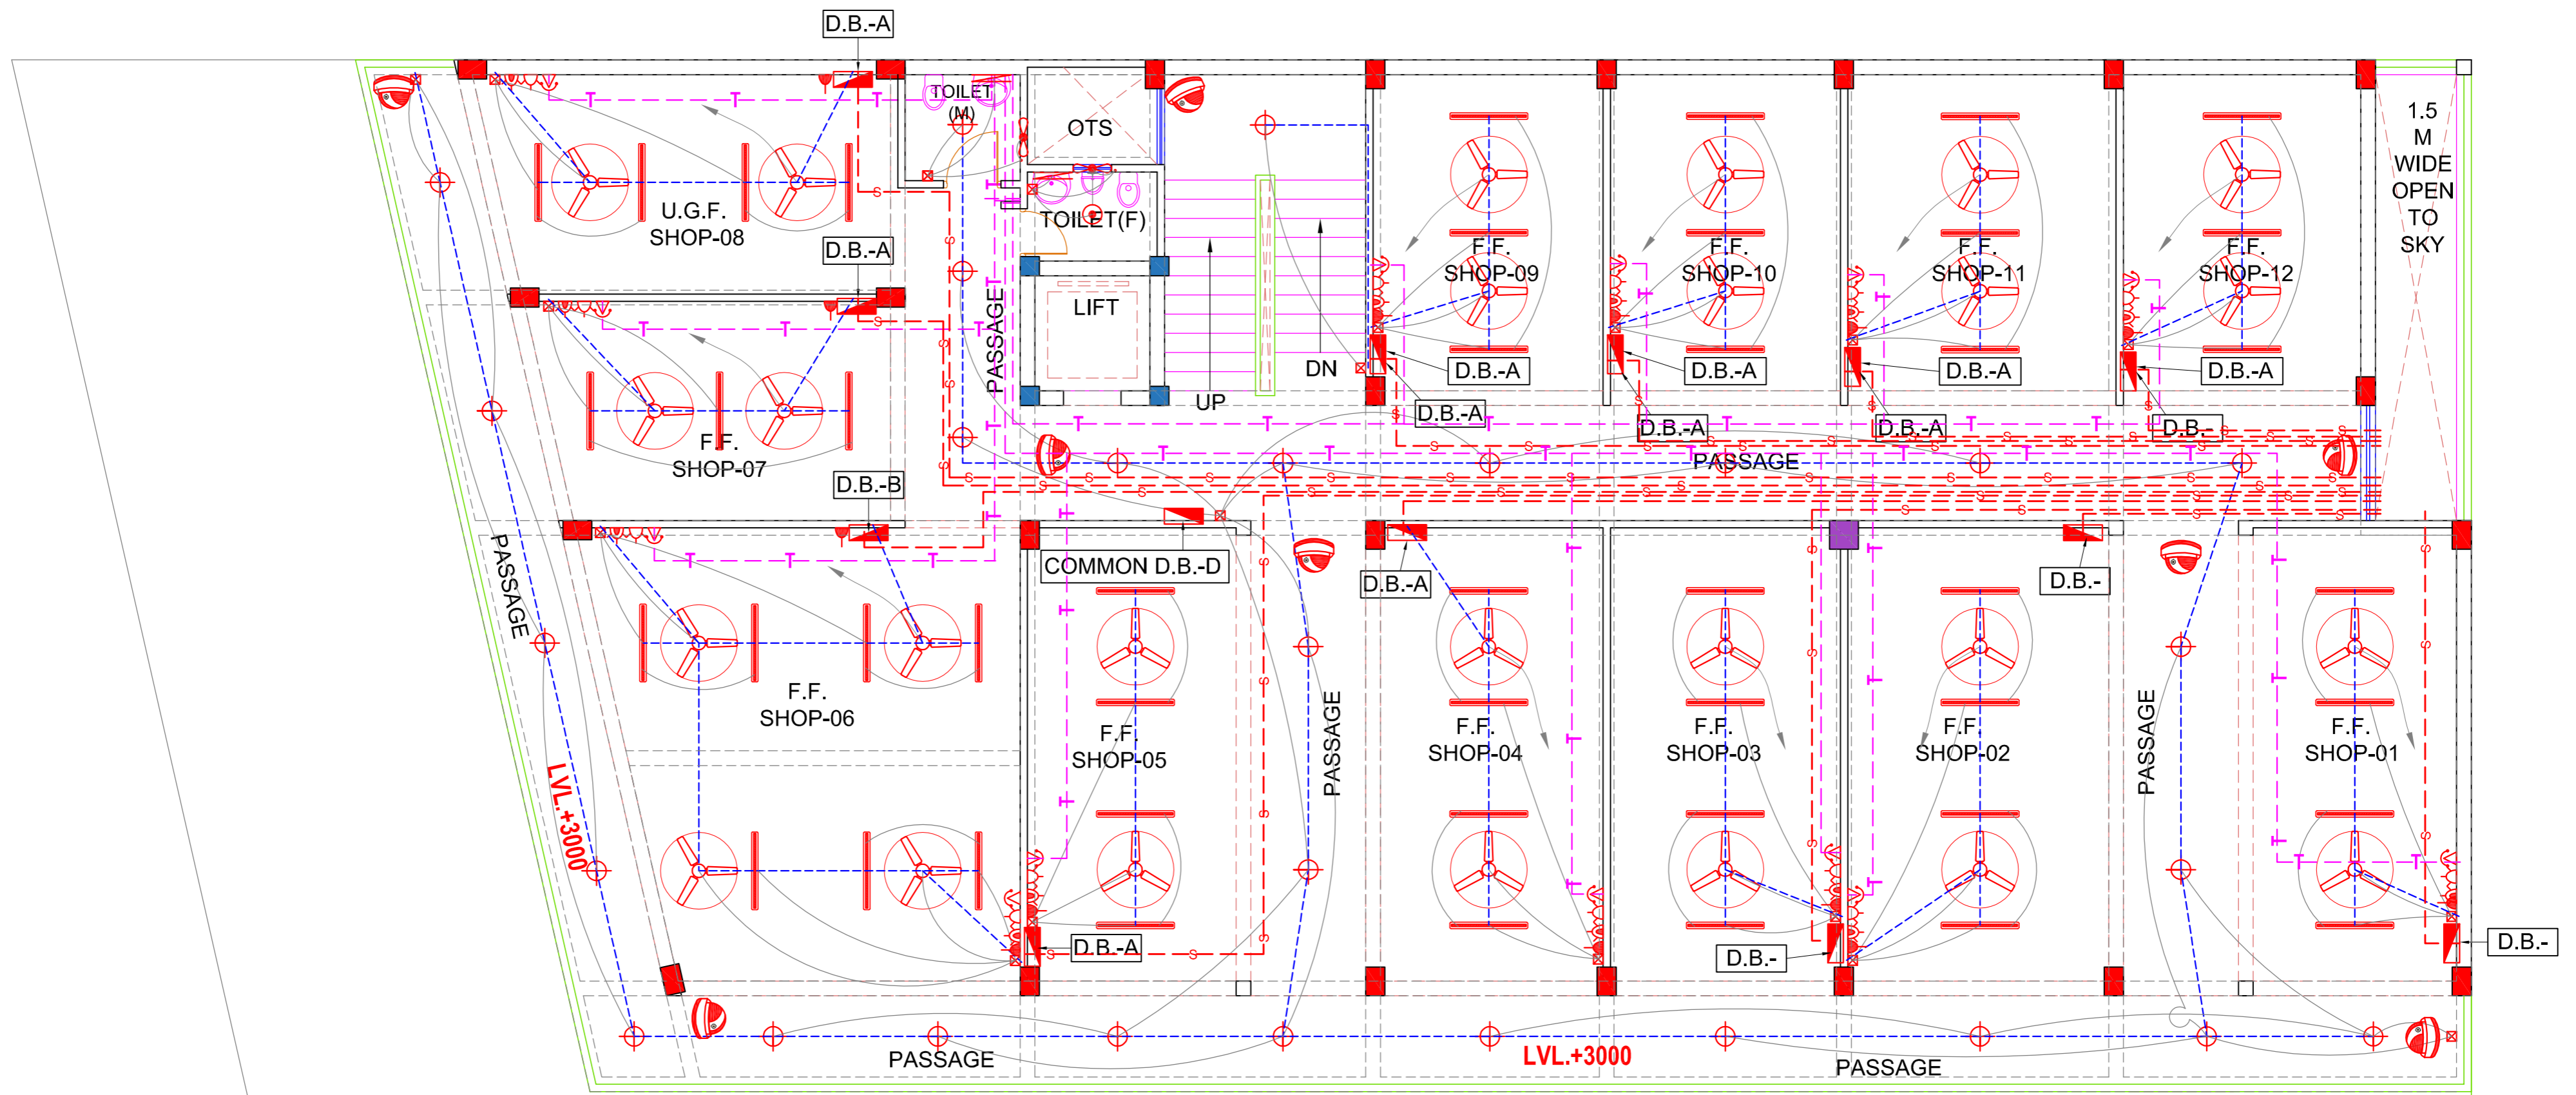 D.B.-A
TOILET
(M)
OTS
1.5
M
WIDE
OPEN
TO
SKY
U.G.F.
SHOP-08
TOILET(F)
D.B.-A
F.F.
SHOP-09
F.F.
SHOP-10
F.F.
SHOP-11
F.F.
SHOP-12
PASSAGE
LIFT
DN
UP
D.B.-A
D.B.-A
D.B.-A
D.B.-A
D.B.-A
D.B.-A
D.B.-A
D.B.-
F.F.
SHOP-07
PASSAGE
D.B.-B
PASSAGE
COMMON D.B.-D
D.B.-A
D.B.-
F.F.
SHOP-06
F.F.
SHOP-05
PASSAGE
F.F.
SHOP-04
F.F.
SHOP-03
F.F.
SHOP-02
PASSAGE
F.F.
SHOP-01
LVL.+3000
D.B.-A
D.B.-
D.B.-
PASSAGE
LVL.+3000
PASSAGE